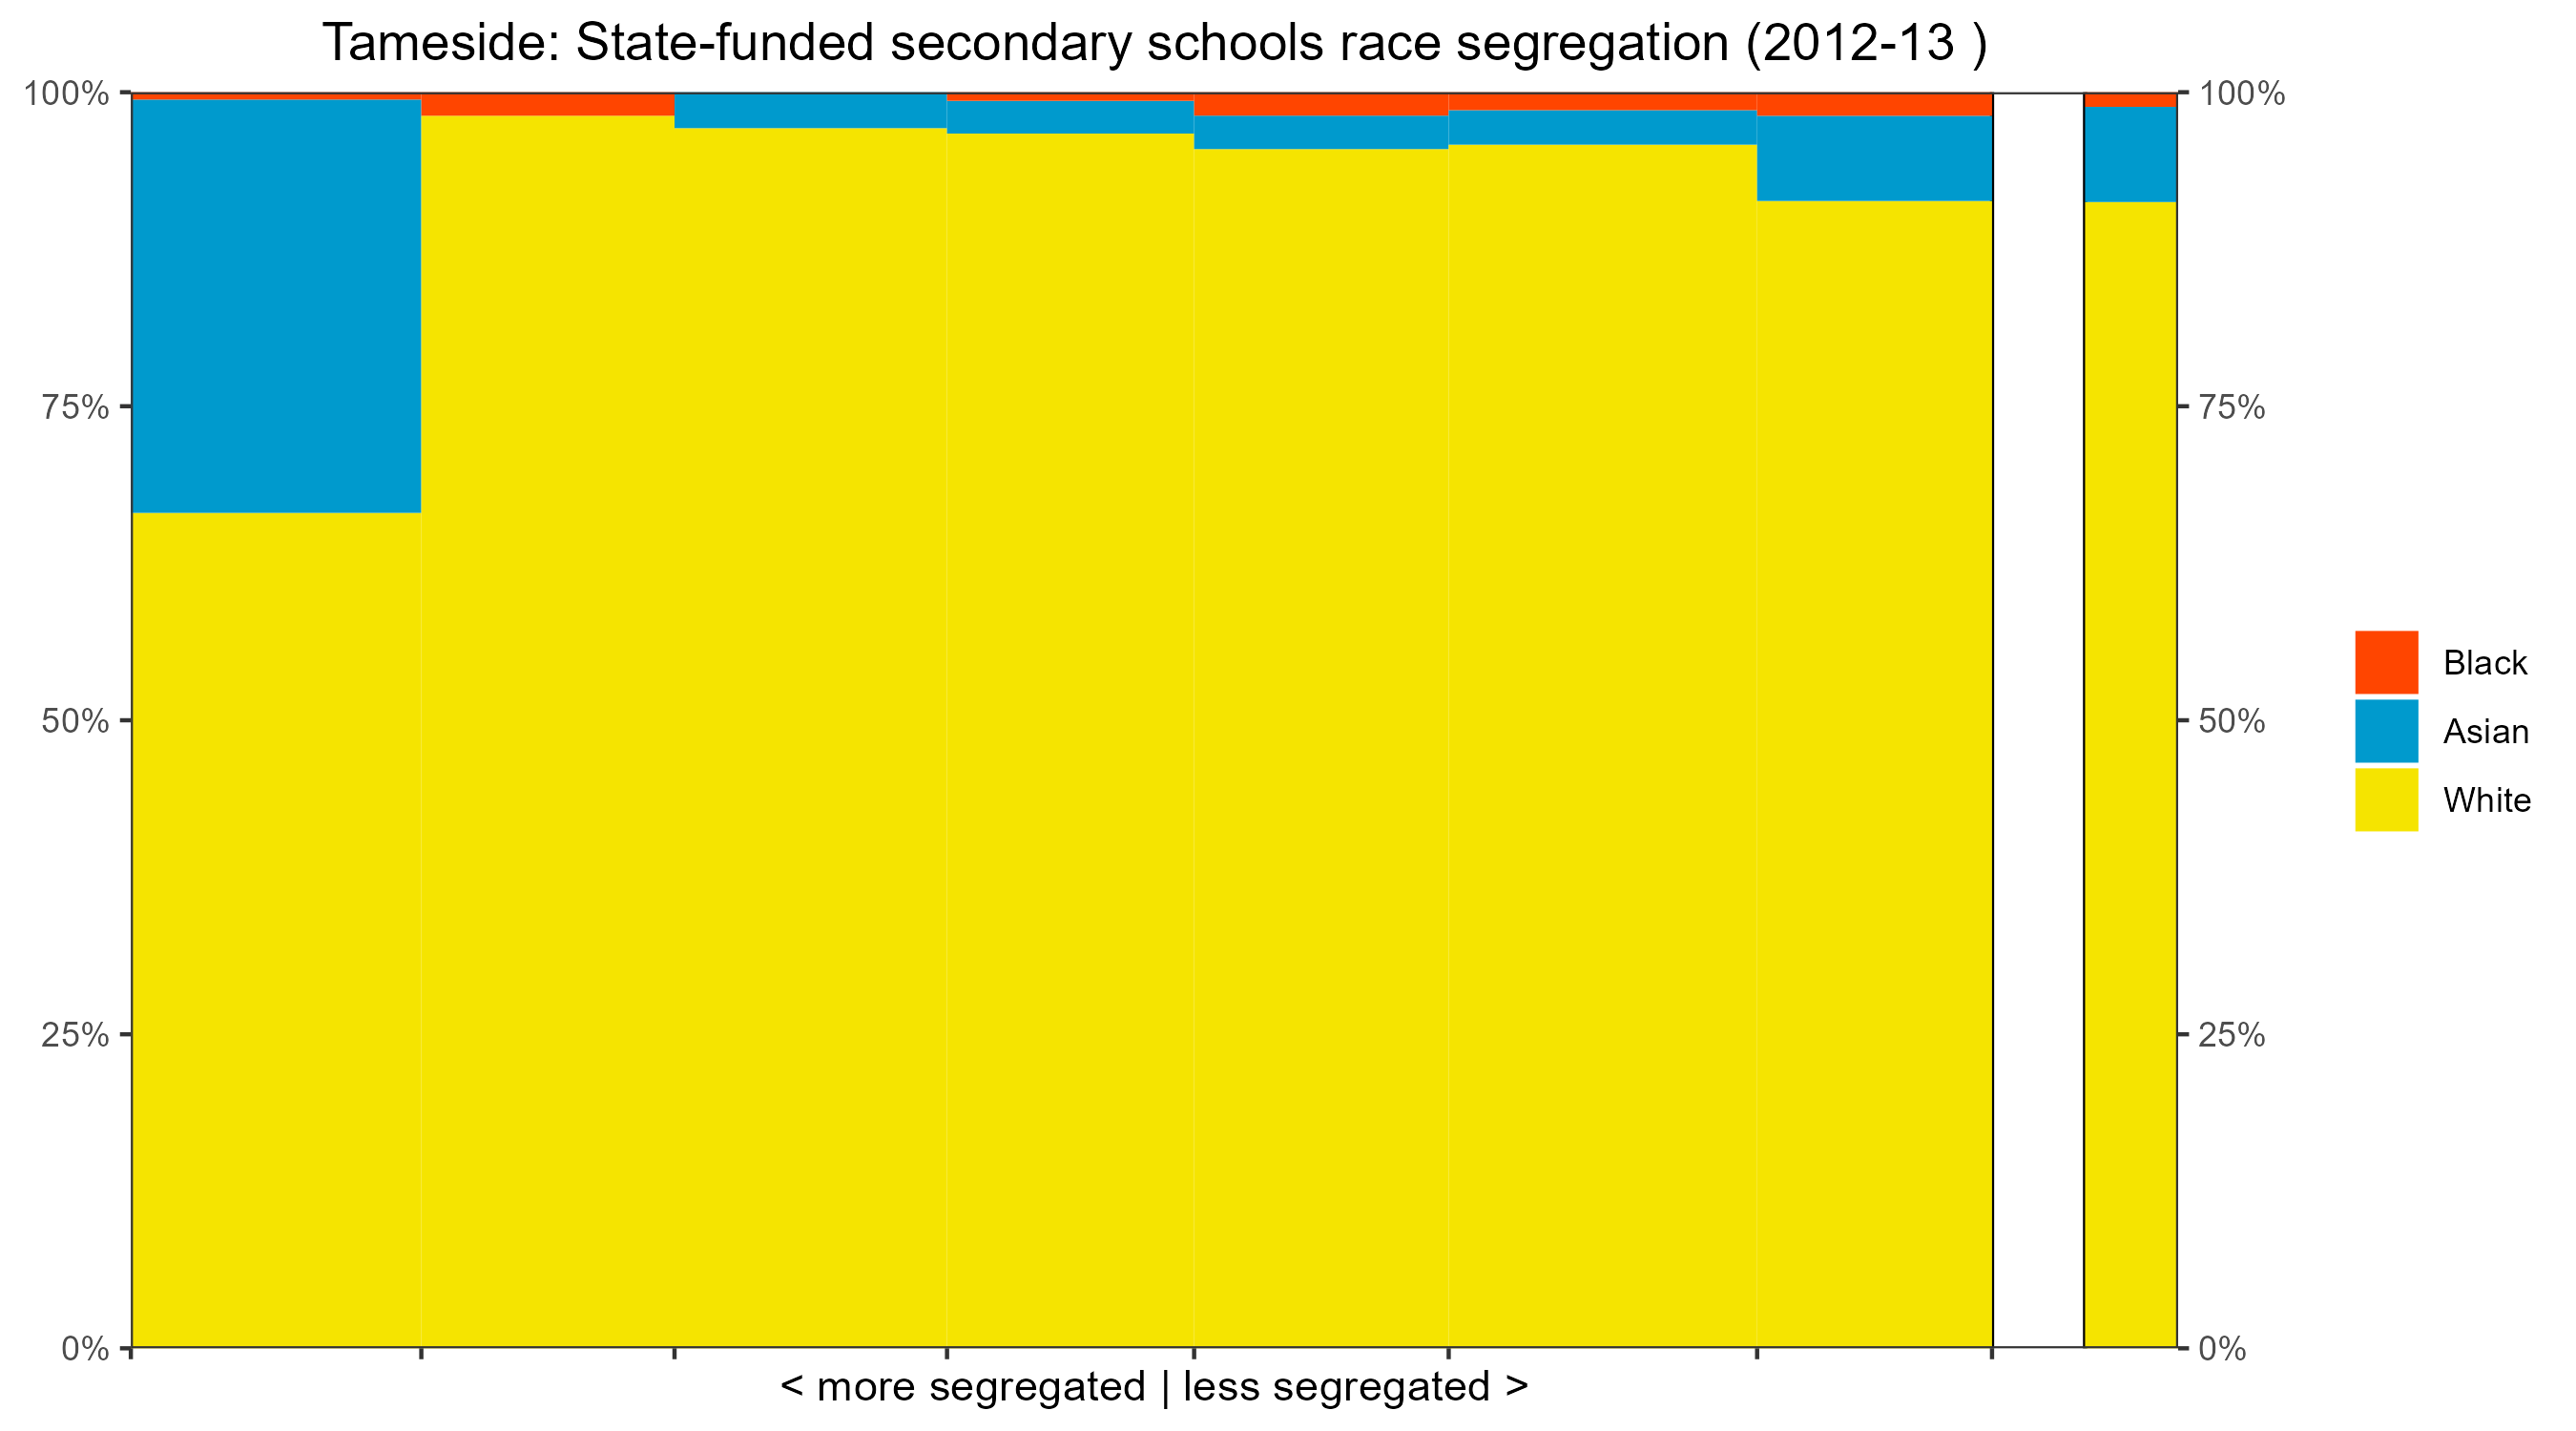 Tameside: State-funded secondary schools race segregation (2012-13 )
100%
75%
50%
25%
0%
100%
75%
50%
25%
0%
Black
Asian
White
< more segregated | less segregated >